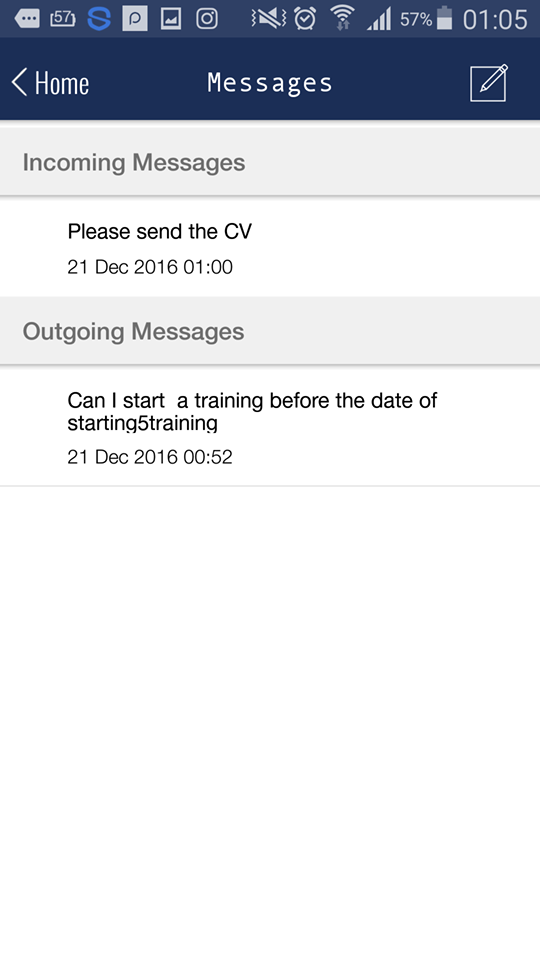 57 57% 01:05
Home Messages
Incoming Messages
Please send the CV
21 Dec 2016 01:00
Outgoing Messages
Can I start  a training before the date of
starting5training
21 Dec 2016 00:52